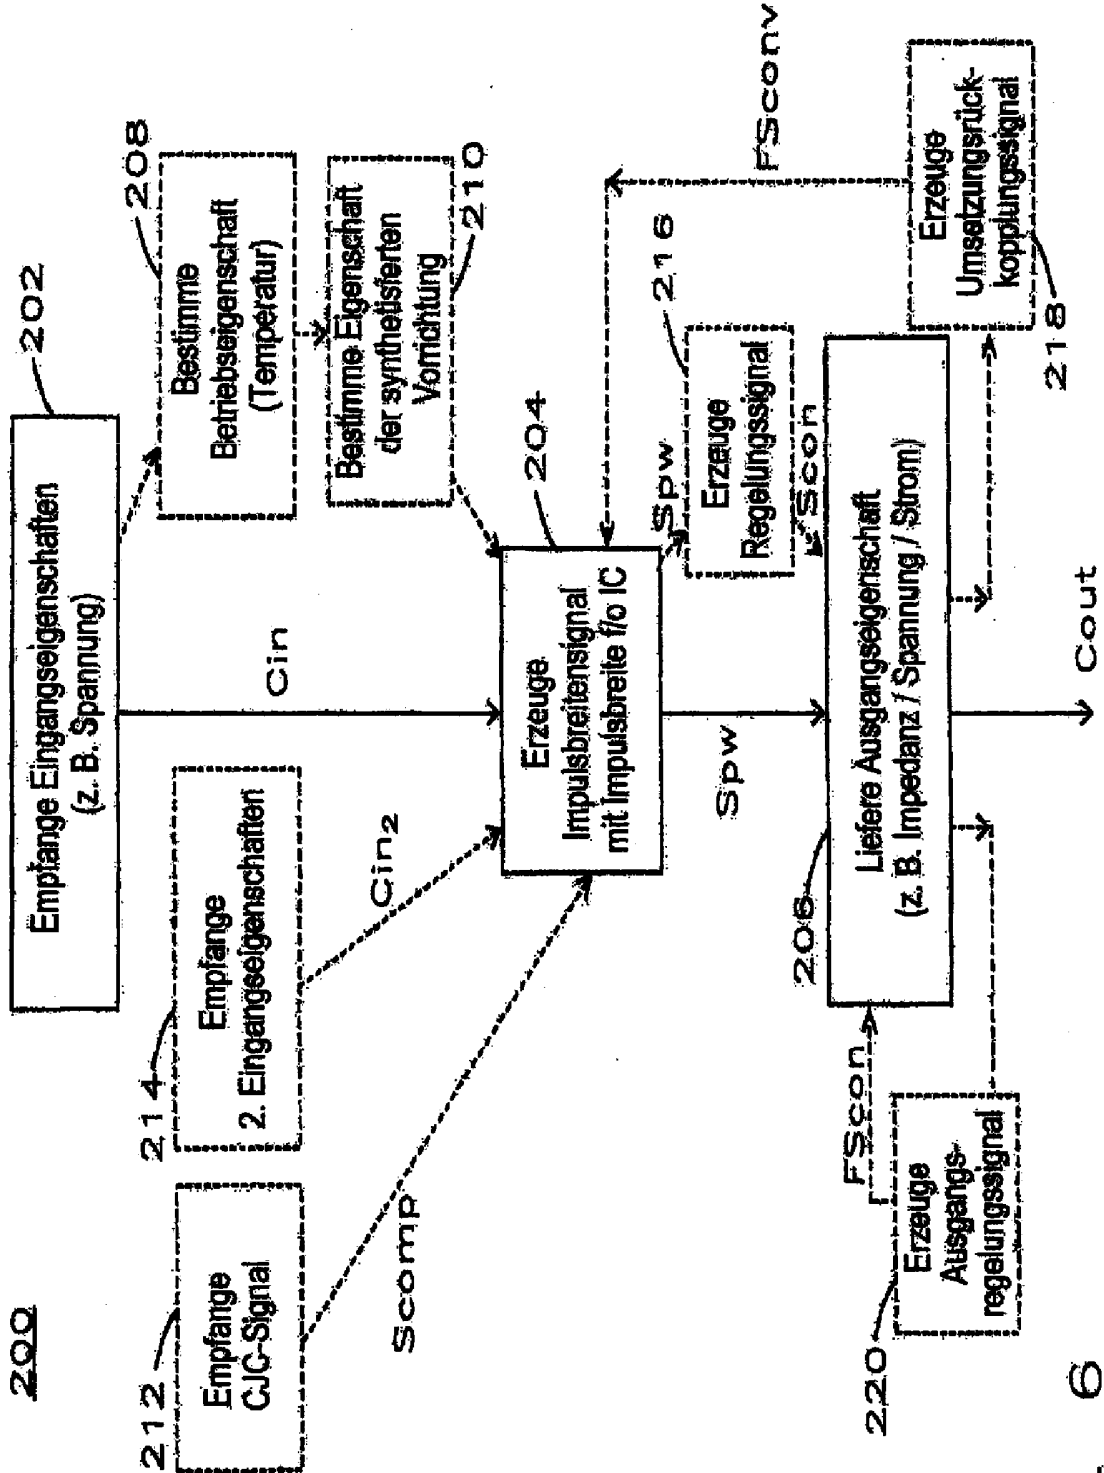 200
Empfange Eingangseigenschaften
(z. B. Spannung)
202
212
Empfange
CJC-Signal
214
Empfange
2. Eingangseigenschaften
Bestimme
Betriebseigenschaft
(Temperatur)
208
Bestimme Eigenschaft
der synthetisierten
Vorrichtung
210
Scomp
Cin2
Cin
Erzeuge
Impulsbreitensignal
mit Impulsbreite f/o IC
204
Spw
Spw
Erzeuge
Regelungssignal
216
Scon
FSconv
206
Liefere Ausgangseigenschaft
(z. B. Impedanz / Spannung / Strom)
FScon
220
Erzeuge
Ausgangs-
regelungssignal
Erzeuge
Umsetzungsrück-
kopplungssignal
218
Cout
6